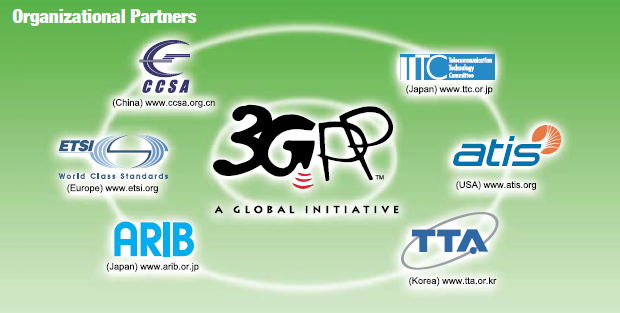 Organizational Partners
CCSA
(China) www.ccsa.org.cn
TTC Telecommunication
Technology
Committee
(Japan) www.ttc.or.jp
ETSI
World Class Standards
(Europe) www.etsi.org
3GPP™
A GLOBAL INITIATIVE
atis
(USA) www.atis.org
ARIB
(Japan) www.arib.or.jp
TTA
(Korea) www.tta.or.kr